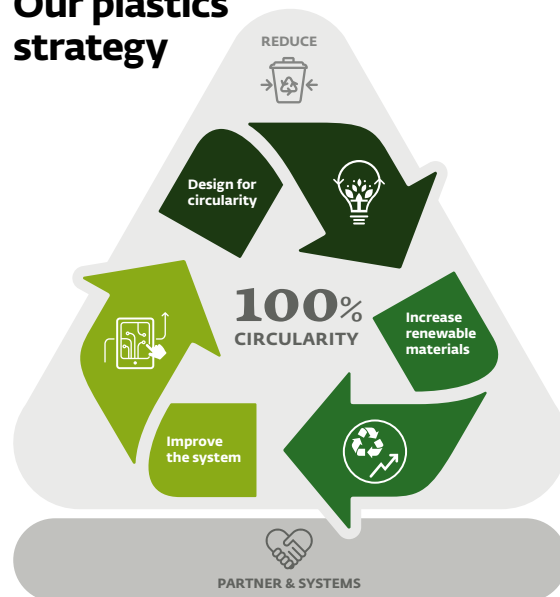 Our plastics
strategy
REDUCE
Design for
circularity
100%
CIRCULARITY
Increase
renewable
materials
Improve
the system
PARTNER & SYSTEMS